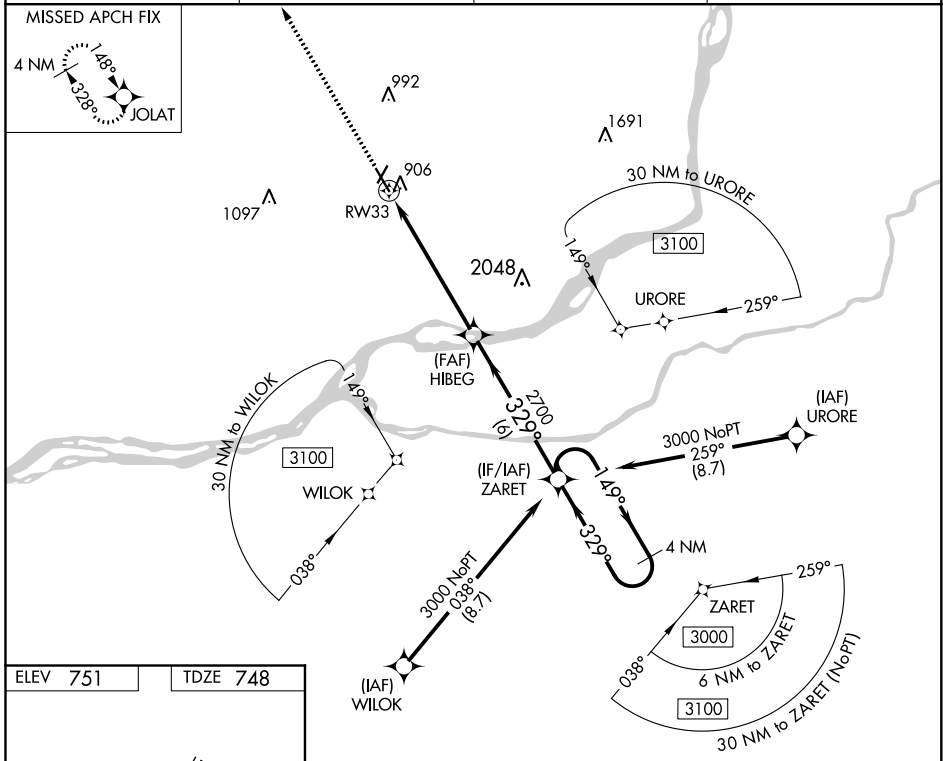 MISSED APCH FIX
4 NM
148°
328°
JOLAT
992
1691
906
RW33
1097
30 NM to URORE
3100
149°
URORE
259°
2048
(FAF)
HIBEG
30 NM to WILOK
149°
3100
WILOK
038°
2700
329°
(6)
(IAF)
URORE
3000 NoPT
259°
(8.7)
(IF/IAF)
ZARET
149°
329°
4 NM
3000 NoPT
038°
(8.7)
(IAF)
WILOK
259°
ZARET
038°
3000
6 NM to ZARET
3100
30 NM to ZARET (NoPT)
ELEV 751
TDZE 748